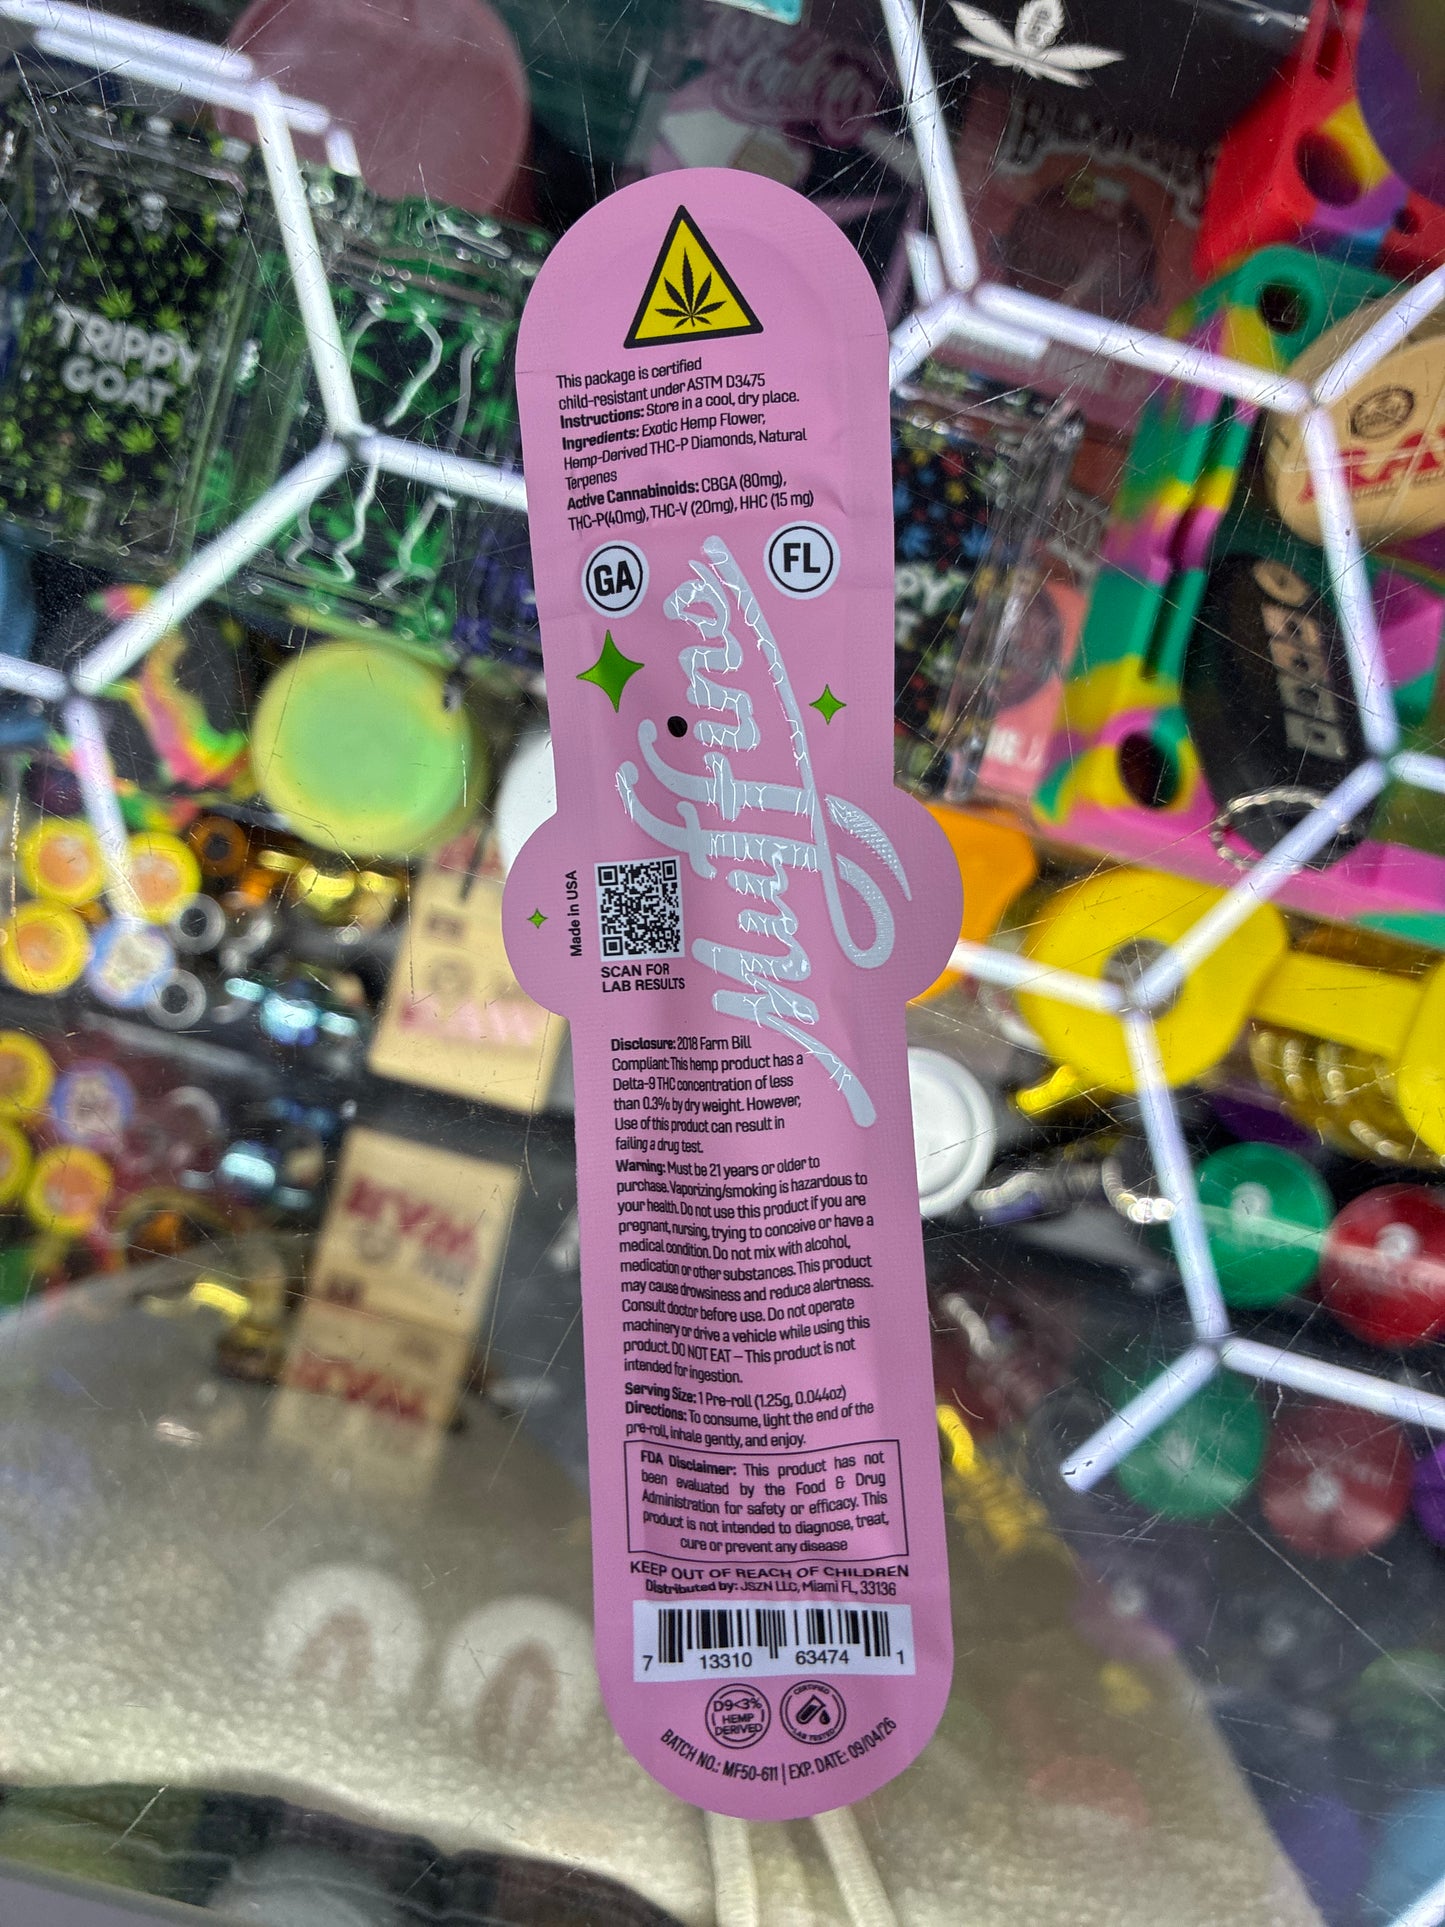 This package is certified
child-resistant under ASTM D3475
Instructions: Store in a cool, dry place.
Ingredients: Exotic Hemp Flower,
Hemp-Derived THC-P Diamonds, Natural
Terpenes
Active Cannabinoids: CBGA (80mg),
THC-P(40mg), THC-V (20mg), HHC (15 mg)
GA
FL
Muffing
Made in USA
SCAN FOR
LAB RESULTS
Disclosure: 2018 Farm Bill
Compliant: This hemp product has a
Delta-9 THC concentration of less
than 0.3% by dry weight. However,
Use of this product can result in
failing a drug test.
Warning: Must be 21 years or older to
purchase. Vaporizing/smoking is hazardous to
your health. Do not use this product if you are
pregnant, nursing, trying to conceive or have a
medical condition. Do not mix with alcohol,
medication or other substances. This product
may cause drowsiness and reduce alertness.
Consult doctor before use. Do not operate
machinery or drive a vehicle while using this
product. DO NOT EAT – This product is not
intended for ingestion.
Serving Size: 1 Pre-roll (1.25g, 0.044oz)
Directions: To consume, light the end of the
pre-roll, inhale gently, and enjoy.
FDA Disclaimer: This product has not
been evaluated by the Food & Drug
Administration for safety or efficacy. This
product is not intended to diagnose, treat,
cure or prevent any disease
KEEP OUT OF REACH OF CHILDREN
Distributed by: JSZN LLC, Miami FL, 33136
7 13310 63474 1
D9<3%
HEMP
DERIVED
CERTIFIED
LAB TESTED
BATCH NO.: MF50-611 | EXP. DATE: 09/04/26
TRIPPY
GOAT
RAW